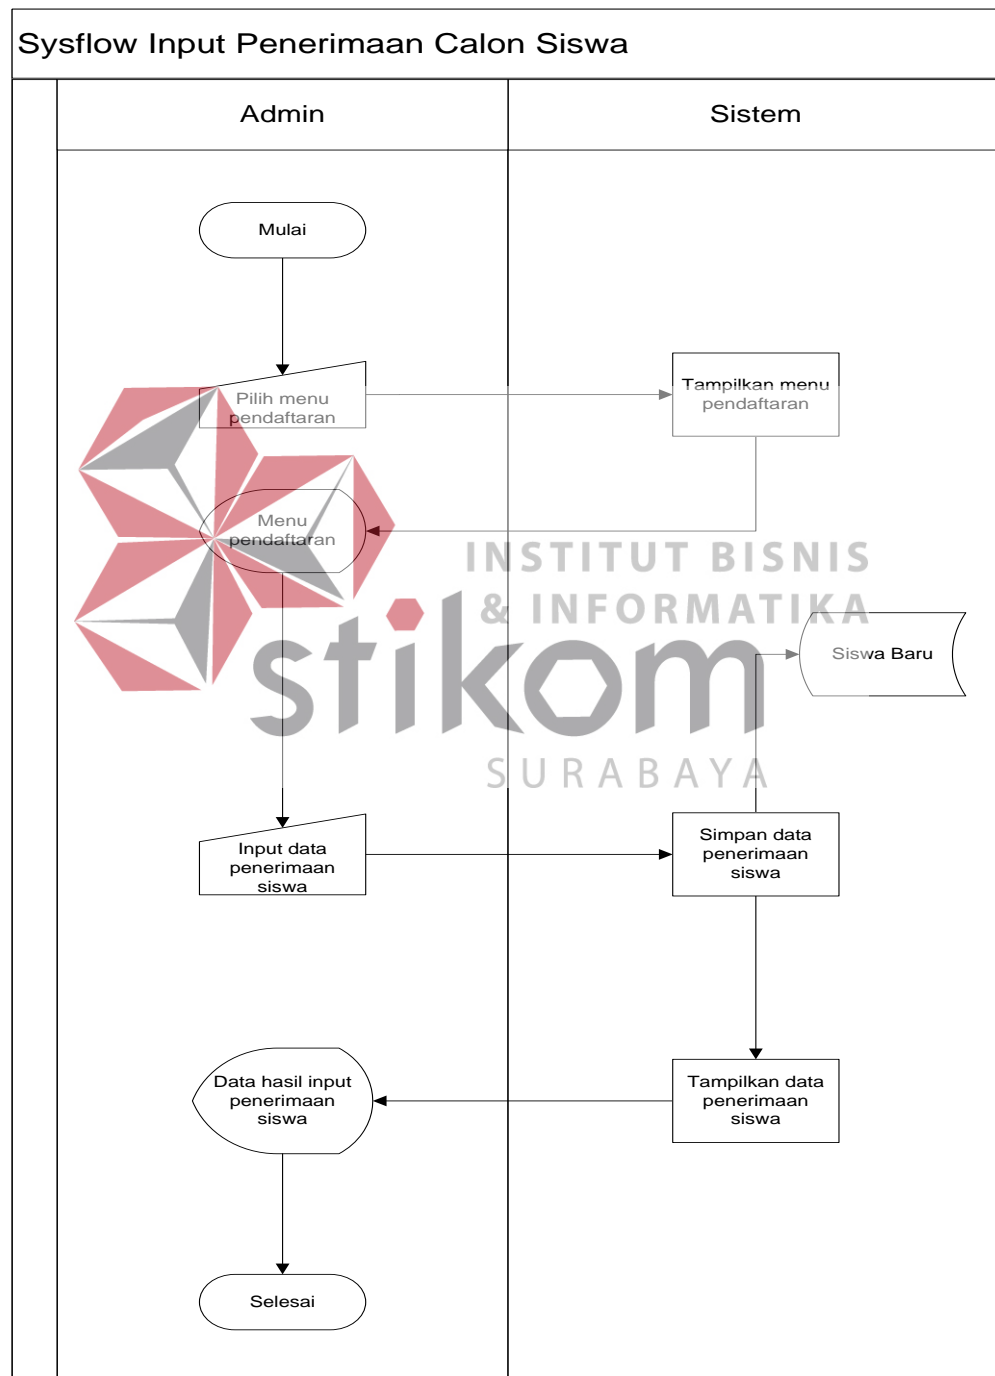 Sysflow Input Penerimaan Calon Siswa
Admin
Sistem
Mulai
Pilih menu
pendaftaran
Tampilkan menu
pendaftaran
Menu
pendaftaran
INSTITUT BISNIS
& INFORMATIKA
stikom
SURABAYA
Siswa Baru
Input data
penerimaan
siswa
Simpan data
penerimaan
siswa
Data hasil input
penerimaan
siswa
Tampilkan data
penerimaan
siswa
Selesai